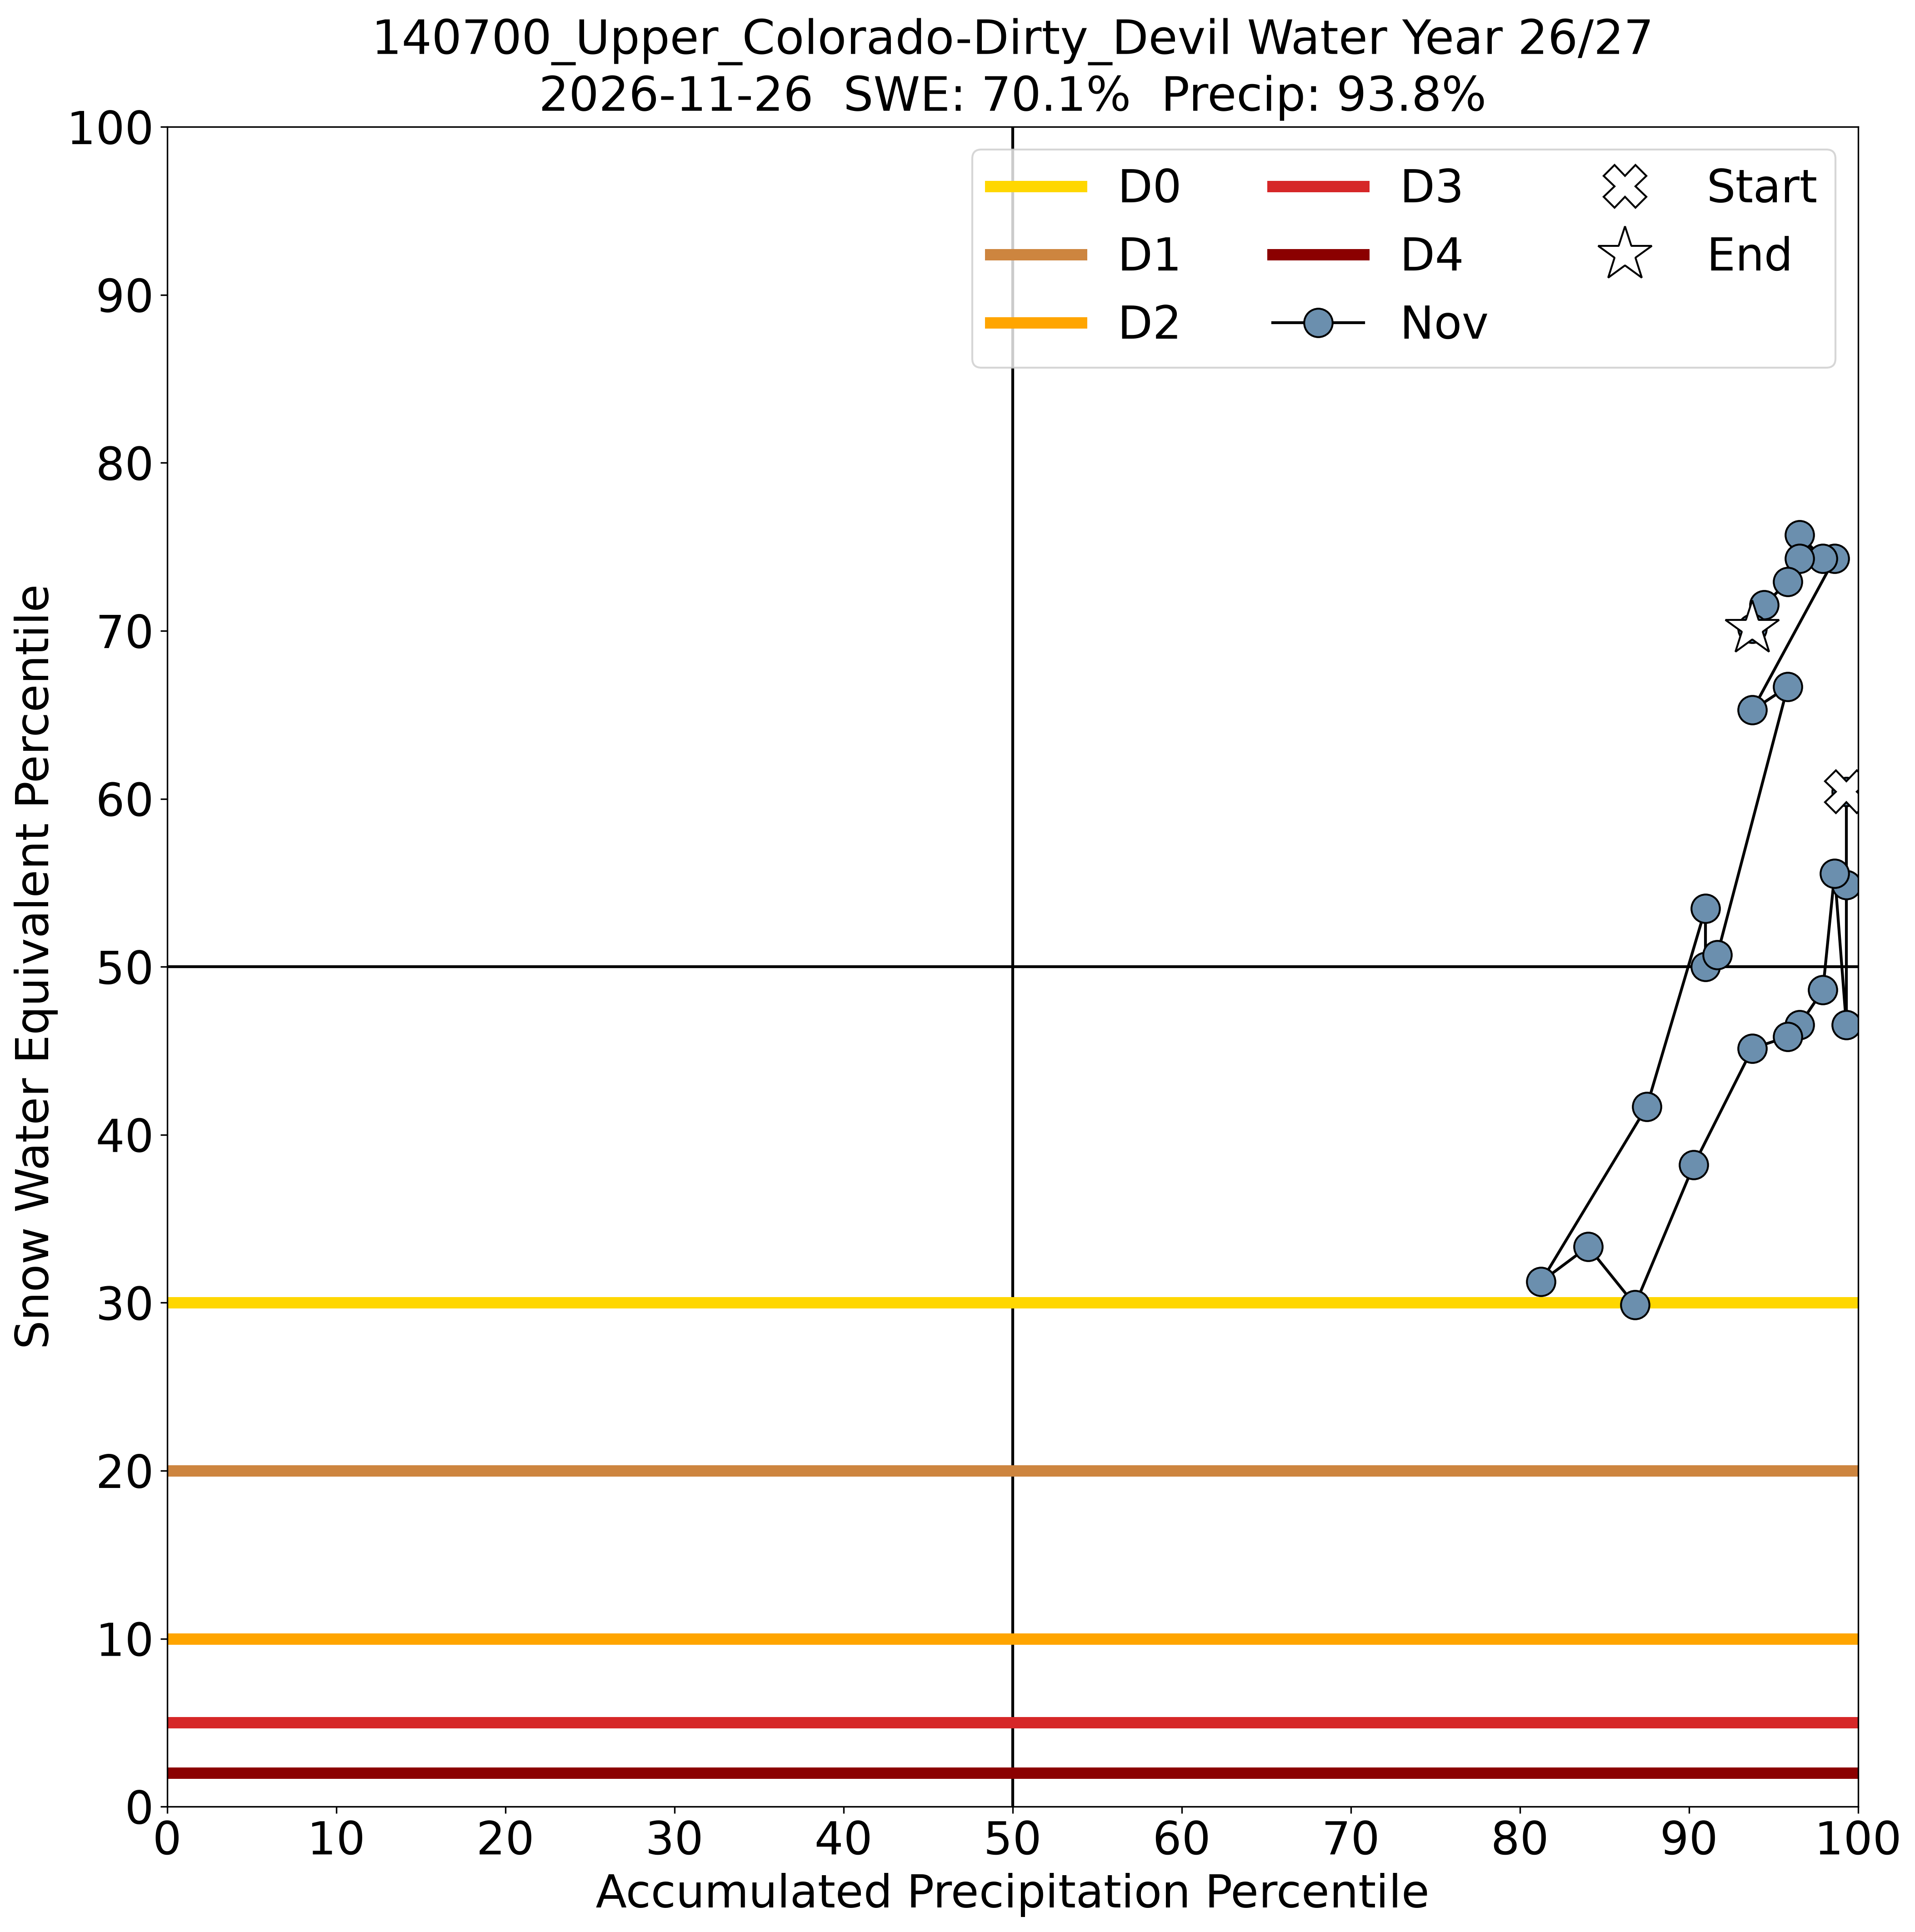 140700_Upper_Colorado-Dirty_Devil Water Year 26/27
2026-11-26  SWE: 70.1%  Precip: 93.8%
100
90
80
70
60
50
40
30
20
10
0
Snow Water Equivalent Percentile
D0
D1
D2
D3
D4
Nov
Start
End
0 10 20 30 40 50 60 70 80 90 100
Accumulated Precipitation Percentile